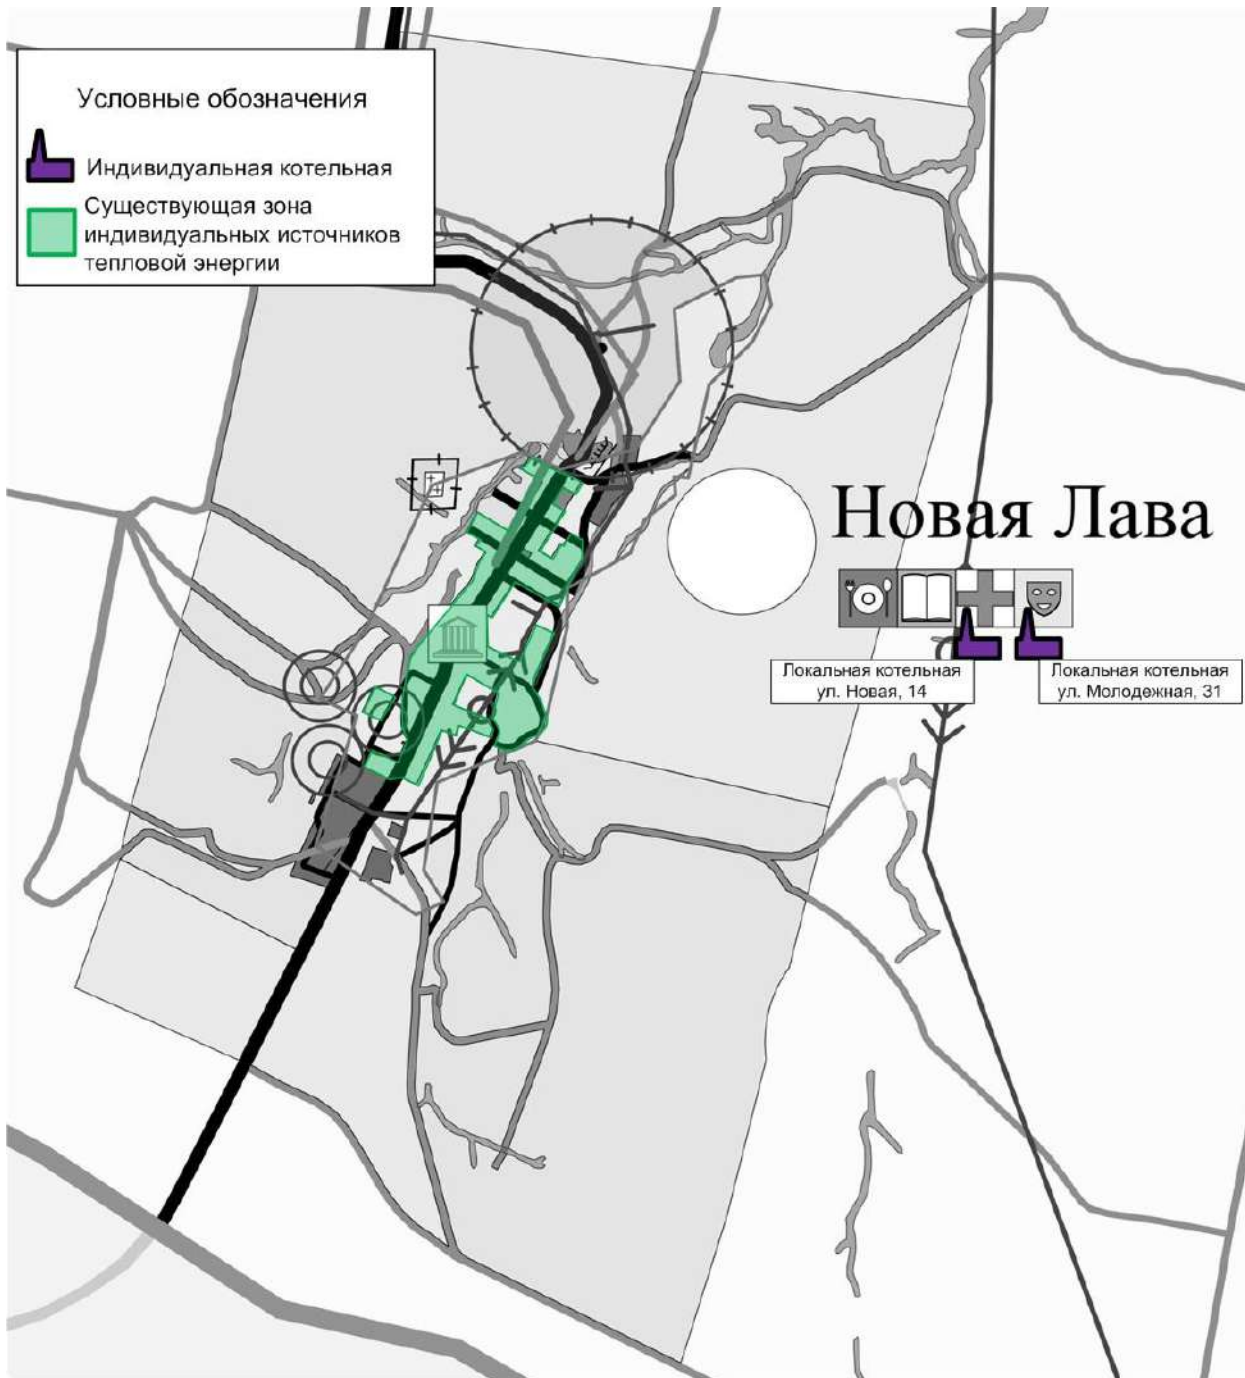 Условные обозначения
Индивидуальная котельная
Существующая зона
индивидуальных источников
тепловой энергии
Новая Лава
Локальная котельная
ул. Новая, 14
Локальная котельная
ул. Молодежная, 31